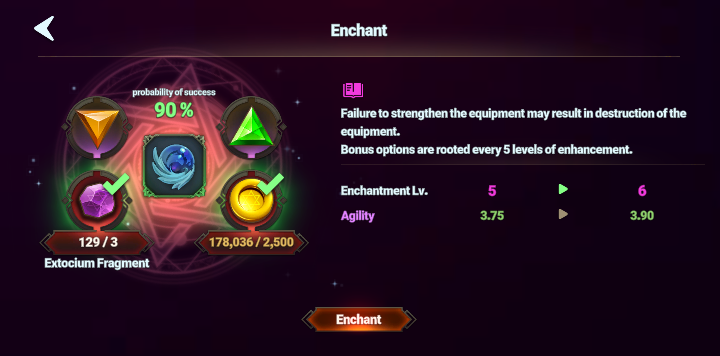 Enchant
probability of success
90 %
129 / 3
178,036 / 2,500
Extocium Fragment
Failure to strengthen the equipment may result in destruction of the
equipment.
Bonus options are rooted every 5 levels of enhancement.
Enchantment Lv. 5 6
Agility 3.75 3.90
Enchant